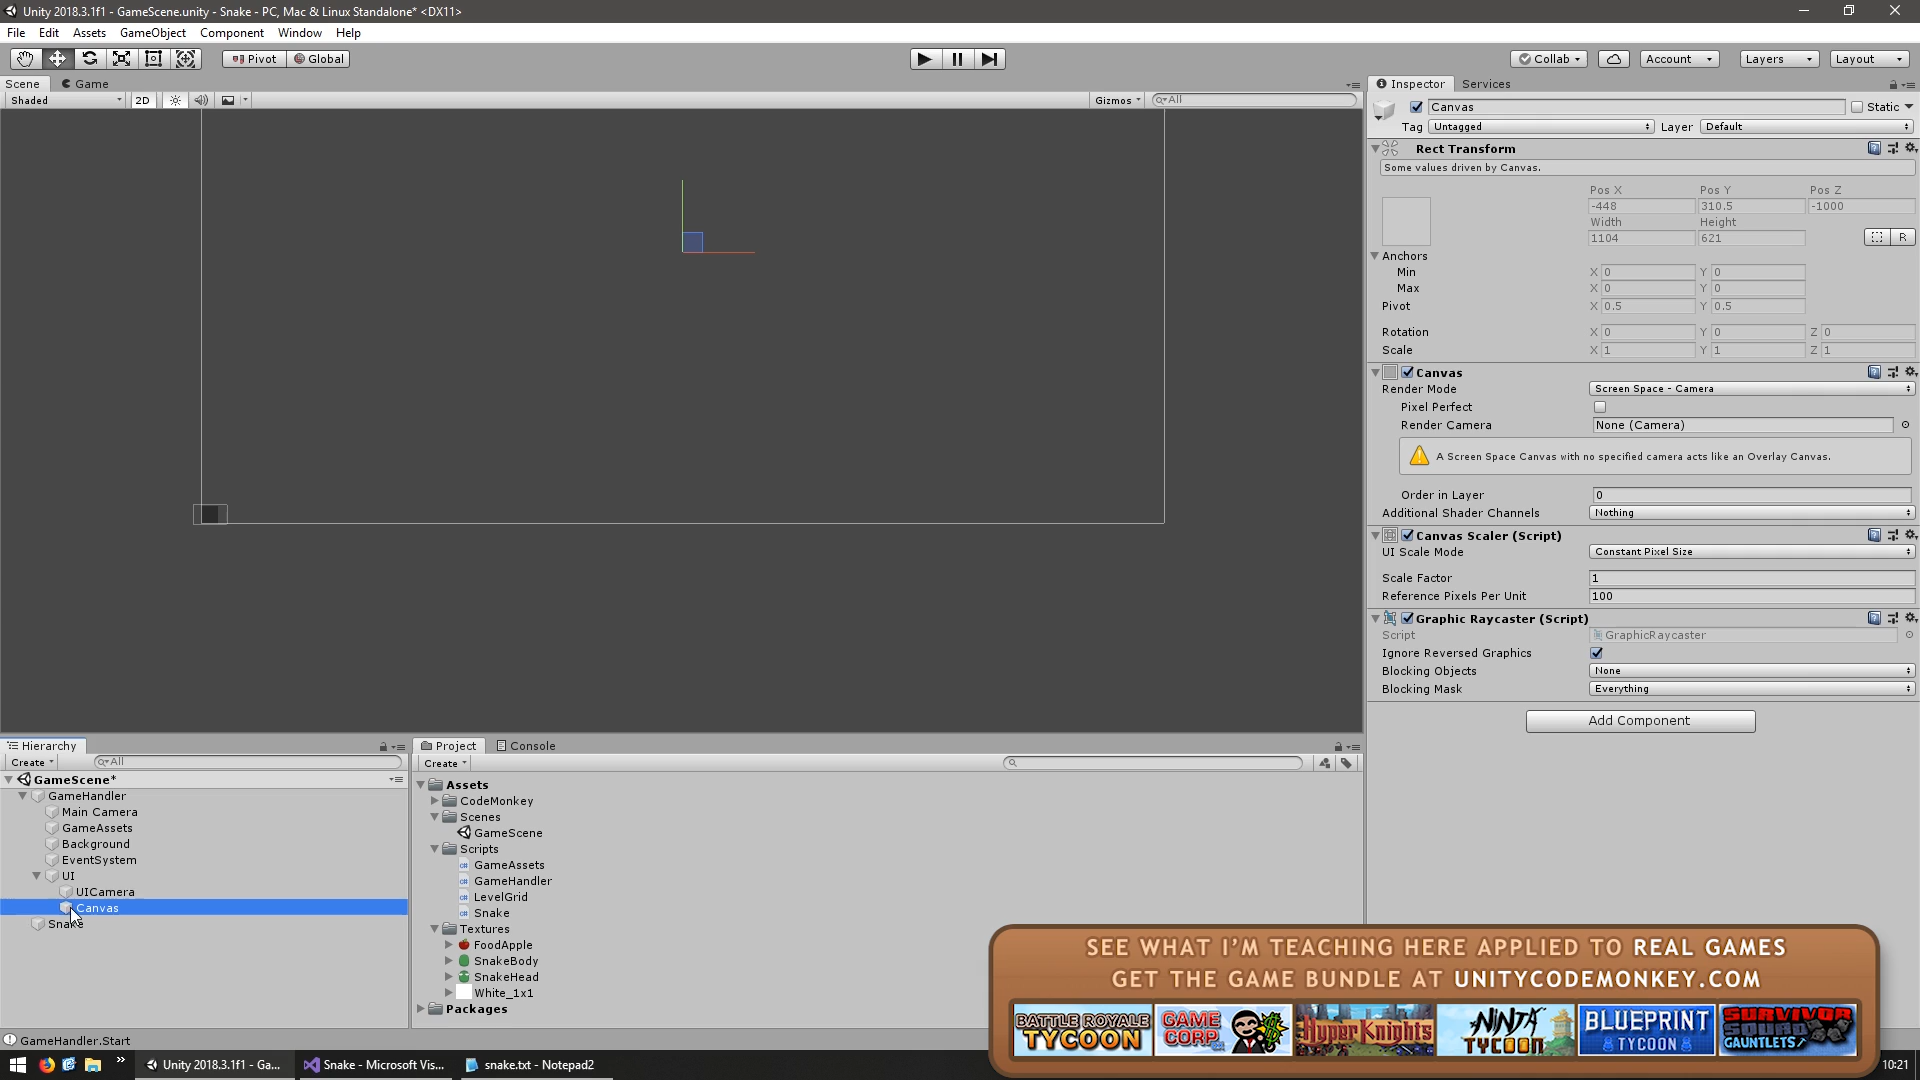 Unity 2018.3.1f1 - GameScene.unity - Snake - PC, Mac & Linux Standalone* <DX11>
File Edit Assets GameObject Component Window Help
Pivot Global Collab Account Layers Layout
Scene Game
Shaded 2D Gizmos All
Inspector Services
Canvas Static
Tag Untagged Layer Default
Rect Transform
Some values driven by Canvas.
Pos X Pos Y Pos Z
-448 310.5 -1000
Width Height
1104 621 R
Anchors
Min X 0 Y 0
Max X 0 Y 0
Pivot X 0.5 Y 0.5
Rotation X 0 Y 0 Z 0
Scale X 1 Y 1 Z 1
Canvas
Render Mode Screen Space - Camera
Pixel Perfect
Render Camera None (Camera)
A Screen Space Canvas with no specified camera acts like an Overlay Canvas.
Order in Layer 0
Additional Shader Channels Nothing
Canvas Scaler (Script)
UI Scale Mode Constant Pixel Size
Scale Factor 1
Reference Pixels Per Unit 100
Graphic Raycaster (Script)
Script GraphicRaycaster
Ignore Reversed Graphics
Blocking Objects None
Blocking Mask Everything
Add Component
Hierarchy
Create All
GameScene*
GameHandler
Main Camera
GameAssets
Background
EventSystem
UI
UICamera
Canvas
Snake
Project Console
Create
Assets
CodeMonkey
Scenes
GameScene
Scripts
GameAssets
GameHandler
LevelGrid
Snake
Textures
FoodApple
SnakeBody
SnakeHead
White_1x1
Packages
SEE WHAT I'M TEACHING HERE APPLIED TO REAL GAMES
GET THE GAME BUNDLE AT UNITYCODEMONKEY.COM
BATTLE ROYALE TYCOON
GAME CORP
HYPER KNIGHTS
NINJA TYCOON
BLUEPRINT TYCOON
SURVIVOR SQUAD GAUNTLETS
GameHandler.Start
Unity 2018.3.1f1 - Ga... Snake - Microsoft Vis... snake.txt - Notepad2 10:21